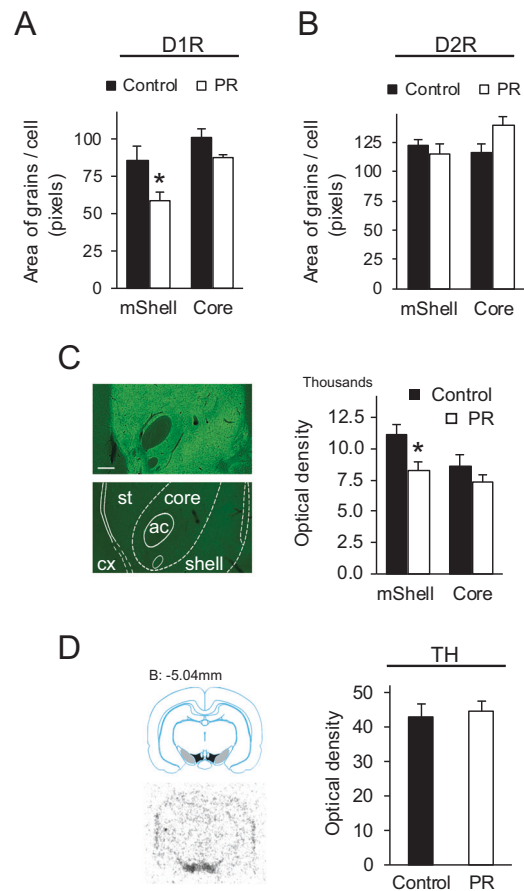 A
D1R
Control PR
Area of grains / cell
(pixels)
100
75
50
25
0
*
mShell Core
B
D2R
Control PR
Area of grains / cell
(pixels)
125
100
75
50
25
0
mShell Core
C
st core
ac
cx shell
Thousands
Control
PR
Optical density
12.5
10.0
7.5
5.0
2.5
0.0
*
mShell Core
D
B: -5.04mm
TH
Optical density
50
40
30
20
10
0
Control PR